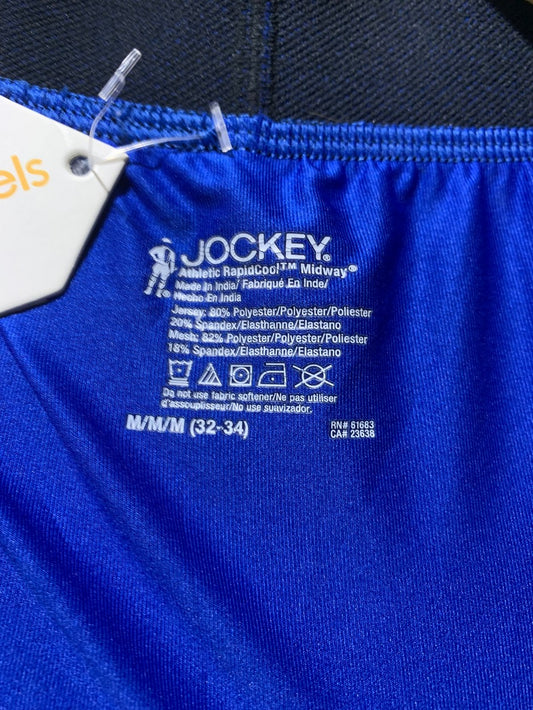 els
JOCKEY®
Athletic RapidCool™ Midway®
Made In India/ Fabriqué En Inde/
Hecho En India
Jersey: 80% Polyester/Polyester/Poliester
20% Spandex/Elasthanne/Elastano
Mesh: 82% Polyester/Polyester/Poliester
18% Spandex/Elasthanne/Elastano
Do not use fabric softener/Ne pas utiliser
d'assouplisseur/No use suavizador.
M/M/M (32-34)
RN# 61683
CA# 23638